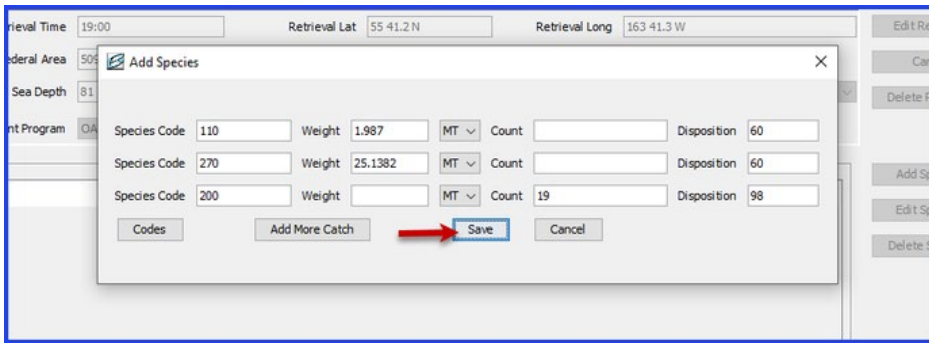 rieval Time 19:00 Retrieval Lat 55 41.2 N Retrieval Long 163 41.3 W Edit Re
ederal Area 509 Add Species Can
Sea Depth 81 Delete R
nt Program OA
Species Code 110 Weight 1.987 MT Count Disposition 60
Species Code 270 Weight 25.1382 MT Count Disposition 60
Add Sp
Species Code 200 Weight MT Count 19 Disposition 98
Edit Sp
Codes Add More Catch Save Cancel
Delete S